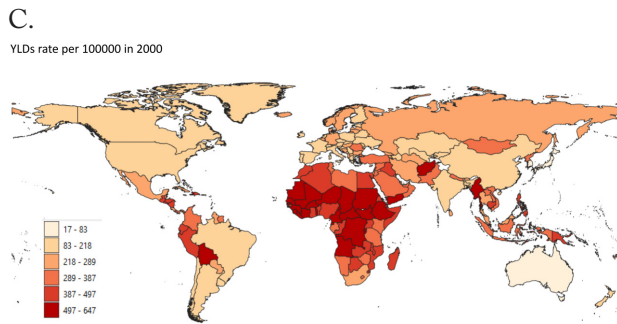 C.
YLDs rate per 100000 in 2000
17 - 83
83 - 218
218 - 289
289 - 387
387 - 497
497 - 647